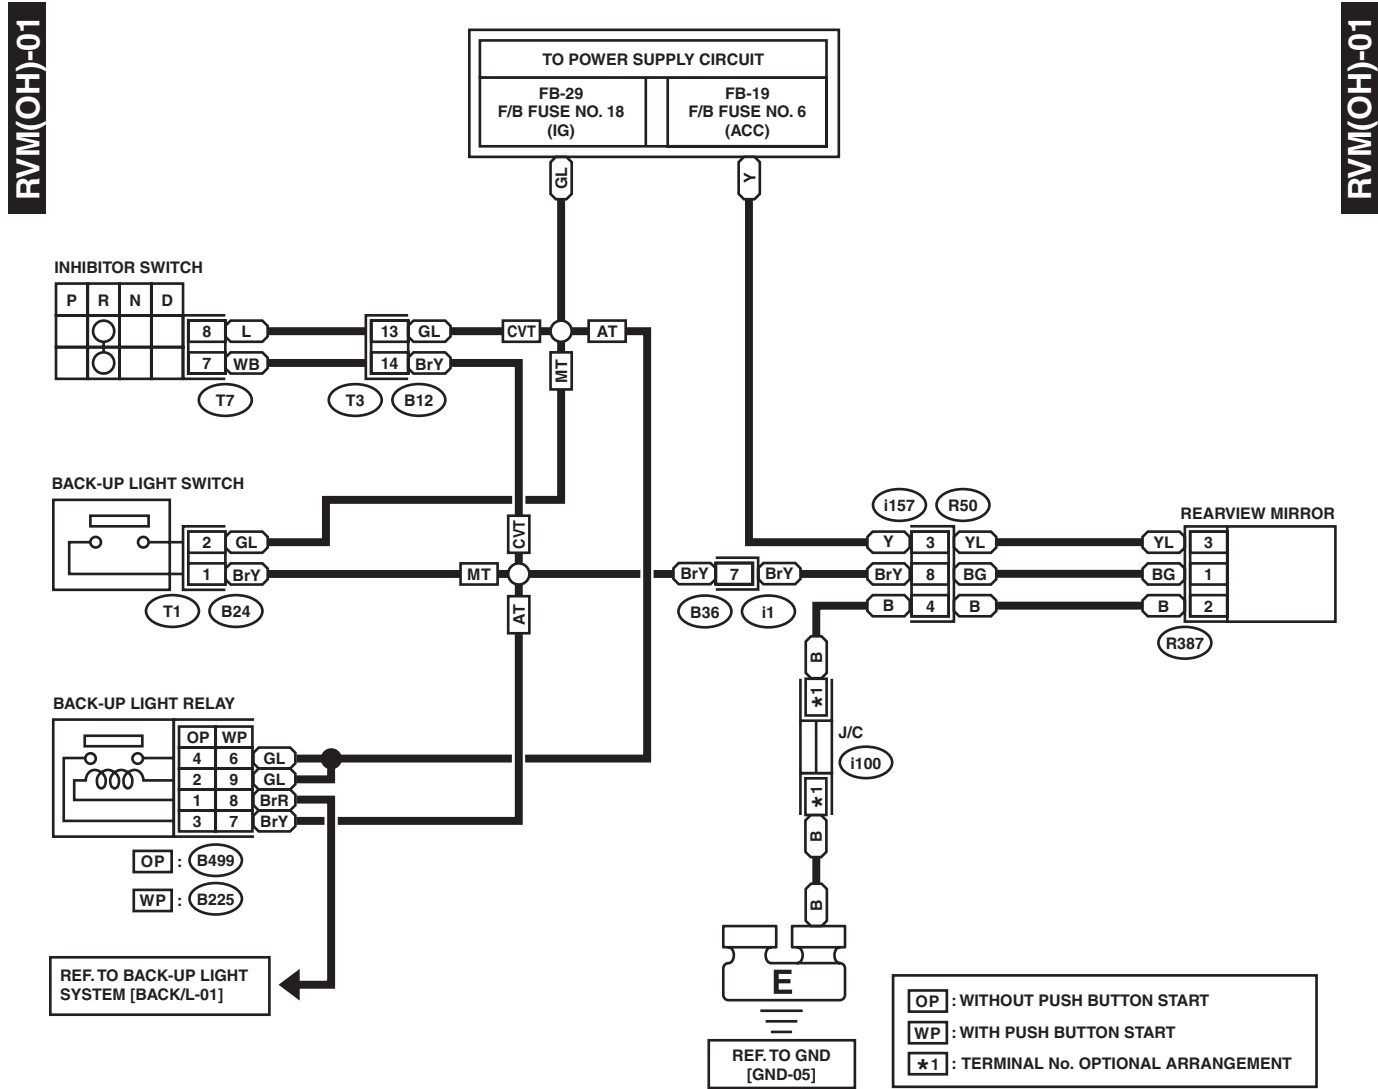 RVM(OH)-01
RVM(OH)-01
TO POWER SUPPLY CIRCUIT
FB-29
F/B FUSE NO. 18
(IG)
FB-19
F/B FUSE NO. 6
(ACC)
GL
Y
INHIBITOR SWITCH
P R N D
8 L 13 GL CVT AT
7 WB 14 BrY MT
T7 T3 B12
BACK-UP LIGHT SWITCH
2 GL
1 BrY
T1 B24
CVT
MT
AT
BrY 7 BrY
B36 i1
i157 R50
REARVIEW MIRROR
Y 3 YL YL 3
BrY 8 BG BG 1
B 4 B B 2
R387
B
*1
J/C
i100
*1
B
B
BACK-UP LIGHT RELAY
OP WP
4 6 GL
2 9 GL
1 8 BrR
3 7 BrY
OP : B499
WP : B225
REF. TO BACK-UP LIGHT
SYSTEM [BACK/L-01]
E
REF. TO GND
[GND-05]
OP : WITHOUT PUSH BUTTON START
WP : WITH PUSH BUTTON START
*1 : TERMINAL No. OPTIONAL ARRANGEMENT